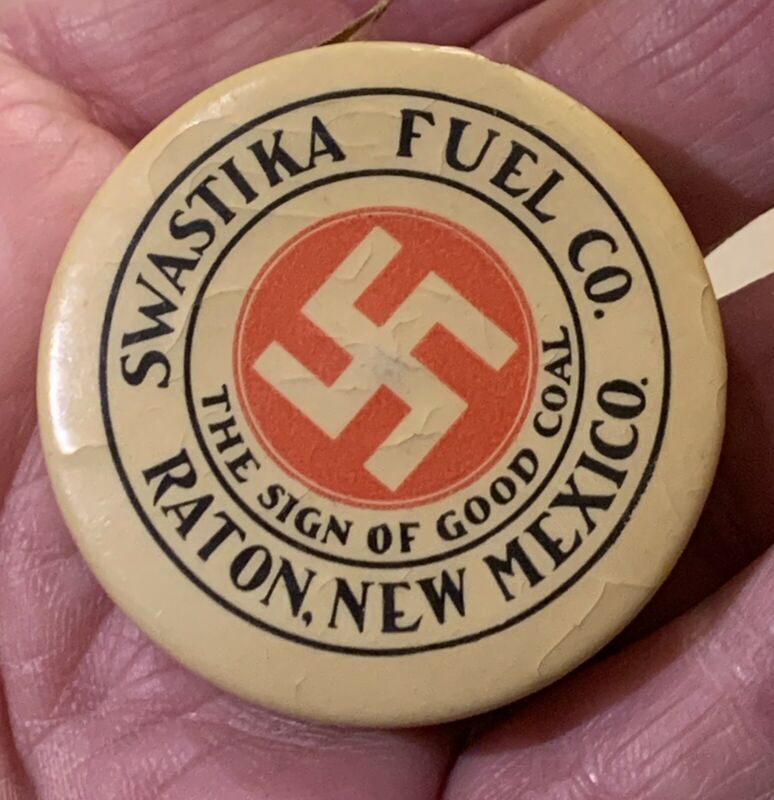 SWASTIKA FUEL CO.
THE SIGN OF GOOD COAL
RATON, NEW MEXICO.